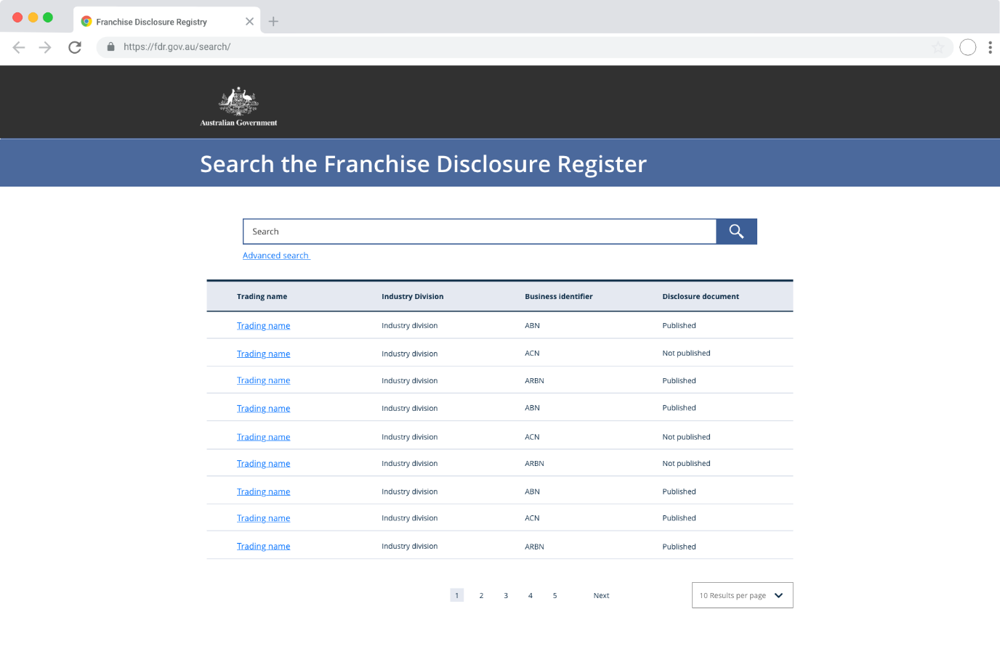 Franchise Disclosure Registry
https://fdr.gov.au/search/
Australian Government
Search the Franchise Disclosure Register
Search
Advanced search
Trading name Industry Division Business identifier Disclosure document
Trading name Industry division ABN Published
Trading name Industry division ACN Not published
Trading name Industry division ARBN Published
Trading name Industry division ABN Published
Trading name Industry division ACN Not published
Trading name Industry division ARBN Not published
Trading name Industry division ABN Published
Trading name Industry division ACN Published
Trading name Industry division ARBN Published
1 2 3 4 5 Next 10 Results per page